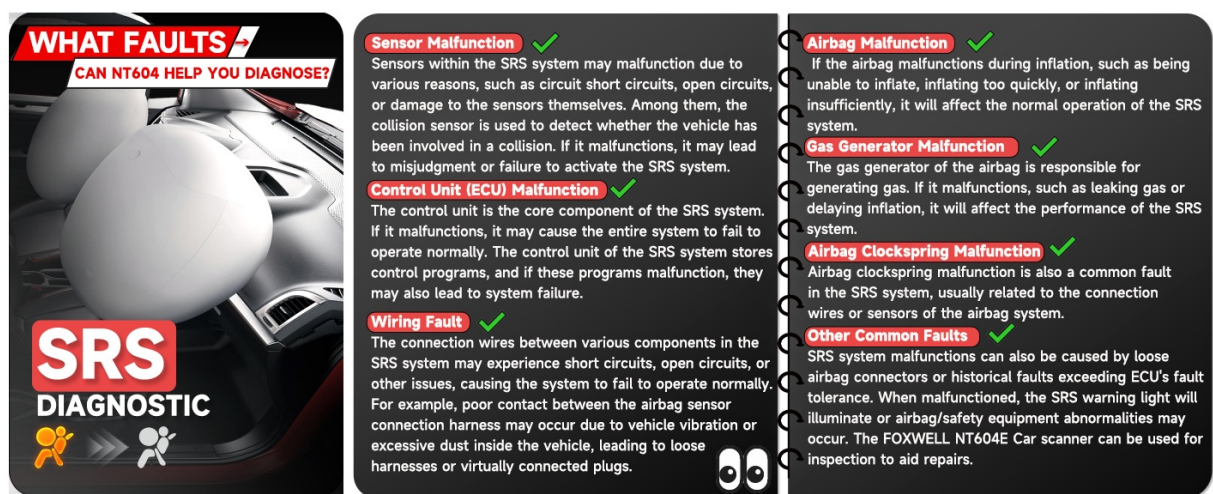 WHAT FAULTS
CAN NT604 HELP YOU DIAGNOSE?
SRS
DIAGNOSTIC
Sensor Malfunction
Sensors within the SRS system may malfunction due to
various reasons, such as circuit short circuits, open circuits,
or damage to the sensors themselves. Among them, the
collision sensor is used to detect whether the vehicle has
been involved in a collision. If it malfunctions, it may lead
to misjudgment or failure to activate the SRS system.
Control Unit (ECU) Malfunction
The control unit is the core component of the SRS system.
If it malfunctions, it may cause the entire system to fail to
operate normally. The control unit of the SRS system stores
control programs, and if these programs malfunction, they
may also lead to system failure.
Wiring Fault
The connection wires between various components in the
SRS system may experience short circuits, open circuits, or
other issues, causing the system to fail to operate normally.
For example, poor contact between the airbag sensor
connection harness may occur due to vehicle vibration or
excessive dust inside the vehicle, leading to loose
harnesses or virtually connected plugs.
Airbag Malfunction
If the airbag malfunctions during inflation, such as being
unable to inflate, inflating too quickly, or inflating
insufficiently, it will affect the normal operation of the SRS
system.
Gas Generator Malfunction
The gas generator of the airbag is responsible for
generating gas. If it malfunctions, such as leaking gas or
delaying inflation, it will affect the performance of the SRS
system.
Airbag Clockspring Malfunction
Airbag clockspring malfunction is also a common fault
in the SRS system, usually related to the connection
wires or sensors of the airbag system.
Other Common Faults
SRS system malfunctions can also be caused by loose
airbag connectors or historical faults exceeding ECU's fault
tolerance. When malfunctioned, the SRS warning light will
illuminate or airbag/safety equipment abnormalities may
occur. The FOXWELL NT604E Car scanner can be used for
inspection to aid repairs.